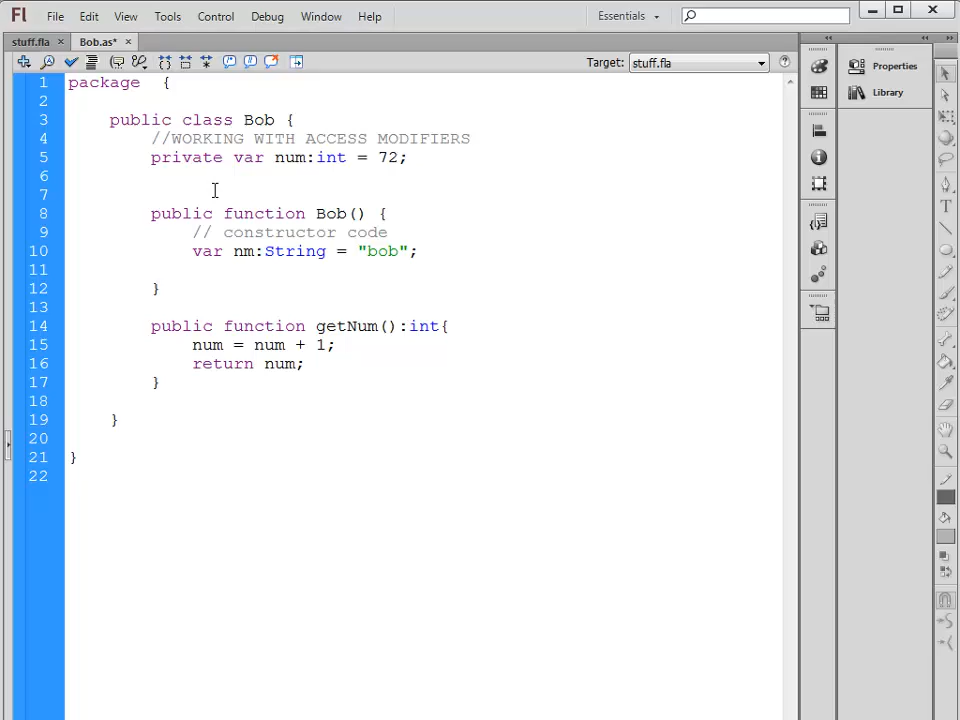 Fl File Edit View Tools Control Debug Window Help Essentials
stuff.fla × Bob.as* ×
Target: stuff.fla
Properties
Library
1 package {
2
3 public class Bob {
4 //WORKING WITH ACCESS MODIFIERS
5 private var num:int = 72;
6
7
8 public function Bob() {
9 // constructor code
10 var nm:String = "bob";
11
12 }
13
14 public function getNum():int{
15 num = num + 1;
16 return num;
17 }
18
19 }
20
21 }
22